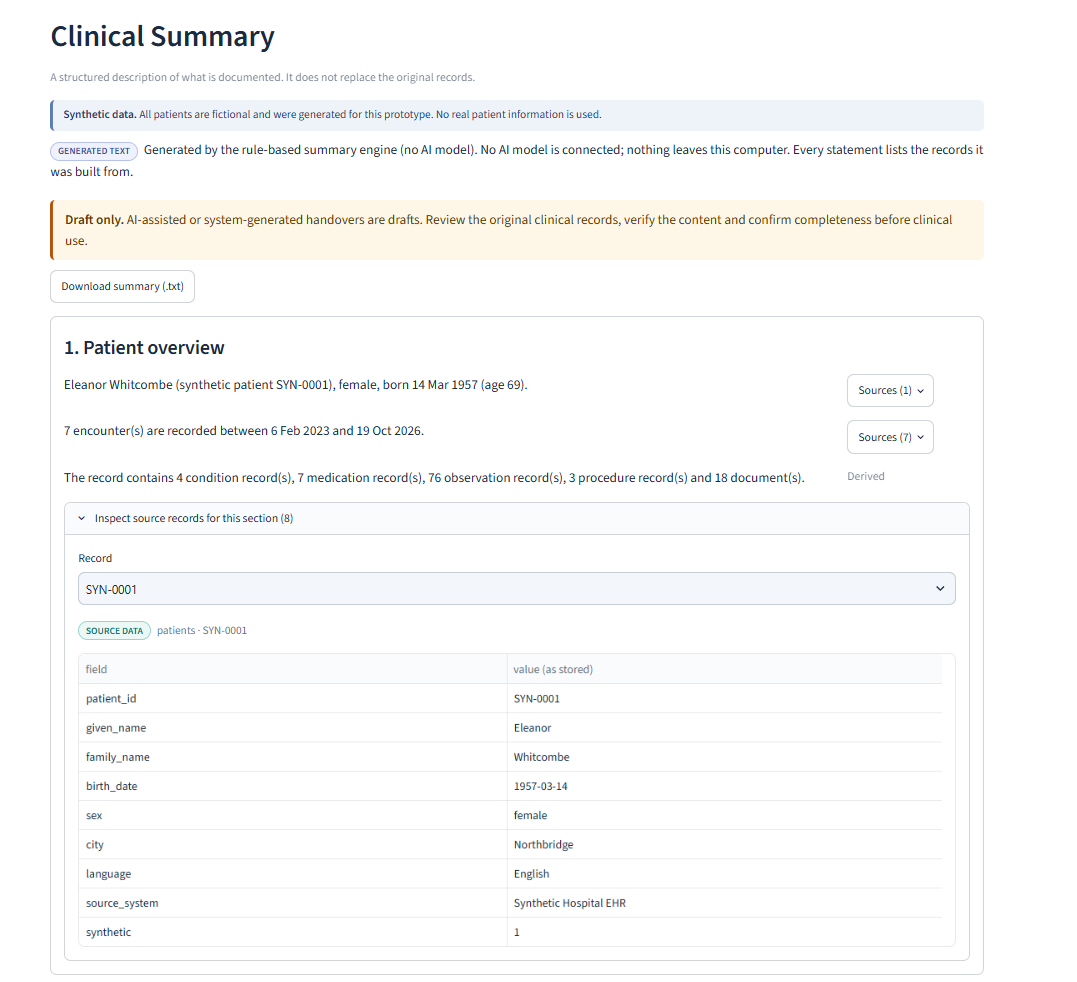 Clinical Summary
A structured description of what is documented. It does not replace the original records.
Synthetic data. All patients are fictional and were generated for this prototype. No real patient information is used.
GENERATED TEXT Generated by the rule-based summary engine (no AI model). No AI model is connected; nothing leaves this computer. Every statement lists the records it
was built from.
Draft only. AI-assisted or system-generated handovers are drafts. Review the original clinical records, verify the content and confirm completeness before clinical
use.
Download summary (.txt)
1. Patient overview
Eleanor Whitcombe (synthetic patient SYN-0001), female, born 14 Mar 1957 (age 69). Sources (1)
7 encounter(s) are recorded between 6 Feb 2023 and 19 Oct 2026. Sources (7)
The record contains 4 condition record(s), 7 medication record(s), 76 observation record(s), 3 procedure record(s) and 18 document(s). Derived
Inspect source records for this section (8)
Record
SYN-0001
SOURCE DATA patients · SYN-0001
field value (as stored)
patient_id SYN-0001
given_name Eleanor
family_name Whitcombe
birth_date 1957-03-14
sex female
city Northbridge
language English
source_system Synthetic Hospital EHR
synthetic 1